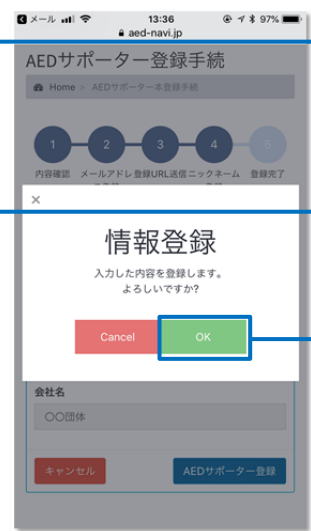 メール 13:36 97%
aed-navi.jp
AEDサポーター登録手続
Home > AEDサポーター本登録手続
1 2 3 4 5
内容確認 メールアドレ 登録URL送信 ニックネーム 登録完了
×
情報登録
入力した内容を登録します。
よろしいですか?
Cancel OK
会社名
〇〇団体
キャンセル AEDサポーター登録